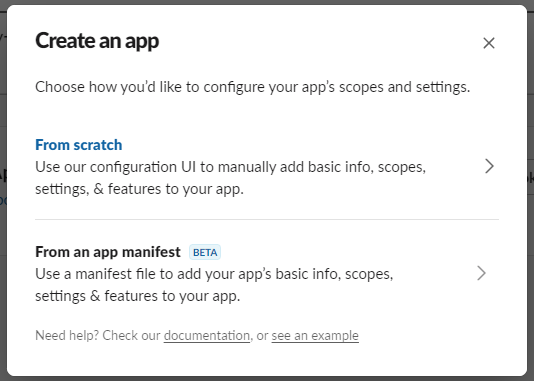 Create an app
Choose how you'd like to configure your app's scopes and settings.
From scratch
Use our configuration UI to manually add basic info, scopes,
settings, & features to your app.
From an app manifest BETA
Use a manifest file to add your app's basic info, scopes,
settings & features to your app.
Need help? Check our documentation, or see an example